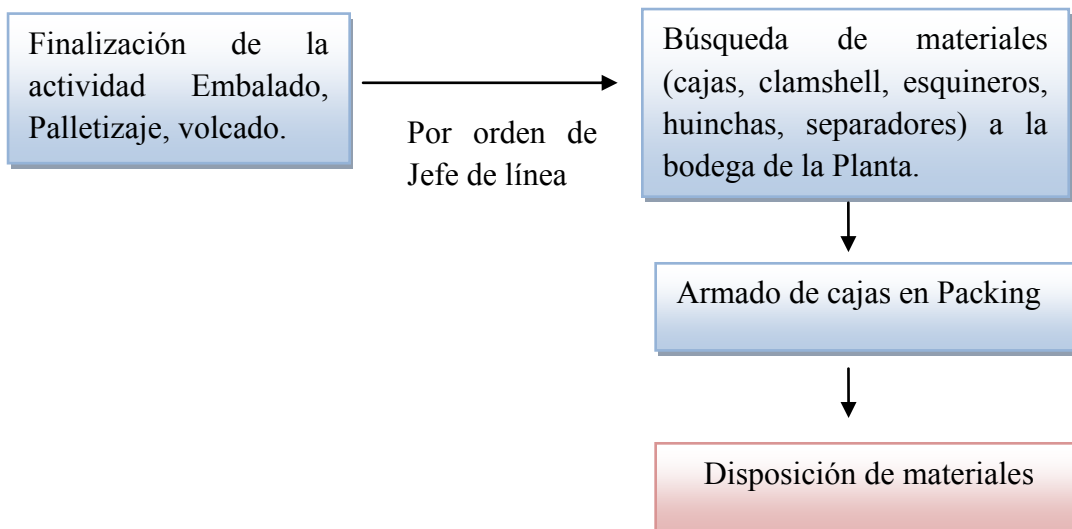 Finalización de la
actividad Embalado,
Palletizaje, volcado.
Por orden de
Jefe de línea
Búsqueda de materiales
(cajas, clamshell, esquineros,
huinchas, separadores) a la
bodega de la Planta.
Armado de cajas en Packing
Disposición de materiales